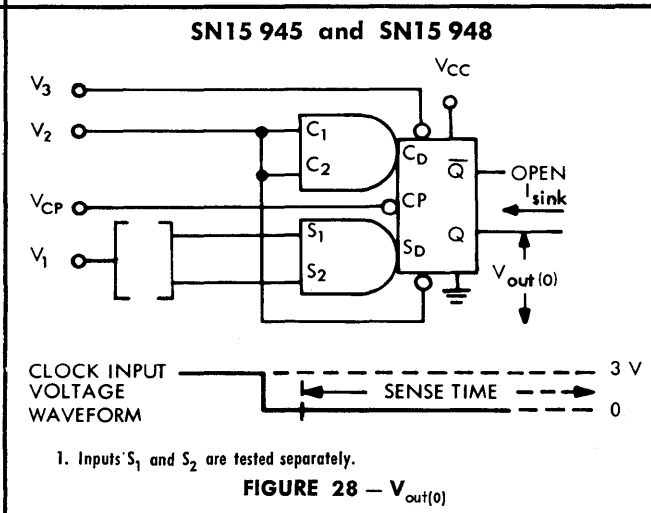 SN15 945 and SN15 948
VCC
V3
V2
C1
C2
CD
Q̅
OPEN
Isink
VCP
CP
S1
S2
SD
Q
V1
Vout(0)
CLOCK INPUT
VOLTAGE
WAVEFORM
3 V
SENSE TIME
0
1. Inputs S1 and S2 are tested separately.
FIGURE 28 — Vout(0)